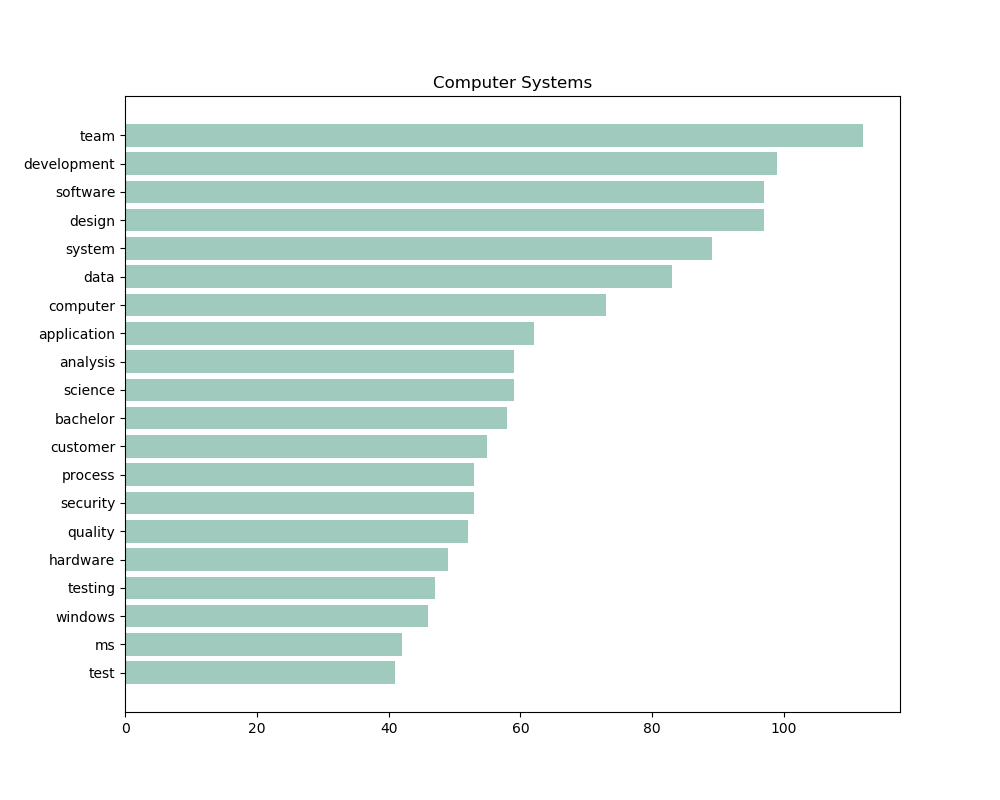 Computer Systems
team
development
software
design
system
data
computer
application
analysis
science
bachelor
customer
process
security
quality
hardware
testing
windows
ms
test
0 20 40 60 80 100